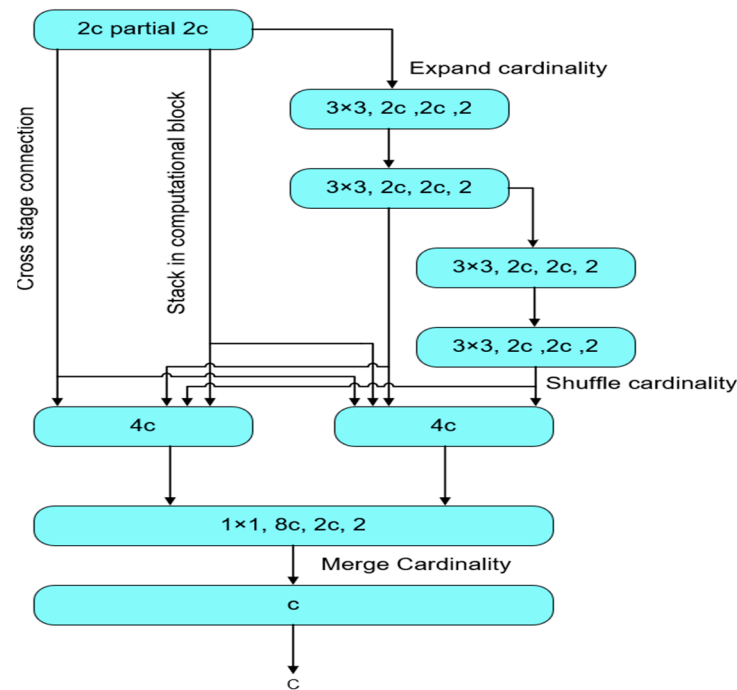 2c partial 2c
Expand cardinality
3×3, 2c ,2c ,2
Cross stage connection
Stack in computational block
3×3, 2c, 2c, 2
3×3, 2c, 2c, 2
3×3, 2c ,2c ,2
Shuffle cardinality
4c
4c
1×1, 8c, 2c, 2
Merge Cardinality
c
C